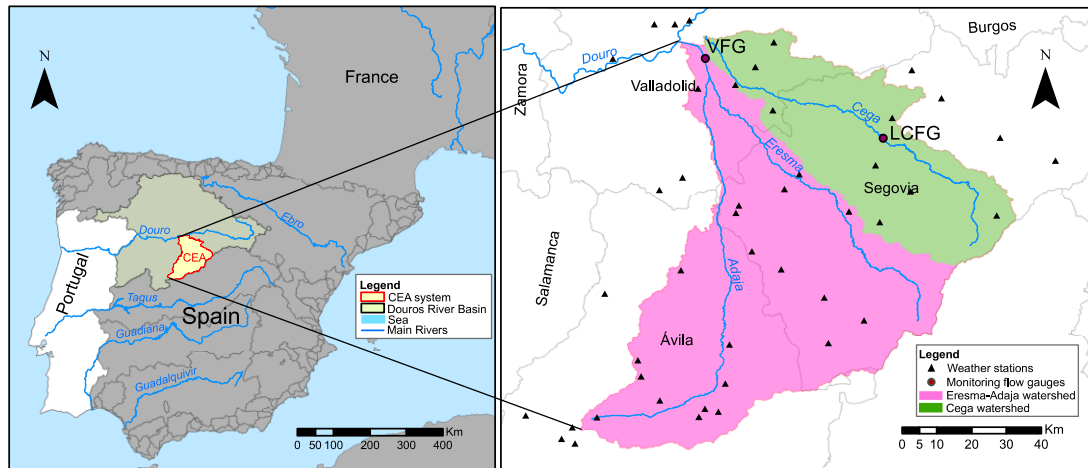 N
France
Ebro
Douro
CEA
Portugal
Tagus
Spain
Guadiana
Guadalquivir
Legend
CEA system
Douros River Basin
Sea
Main Rivers
Km
0 50 100 200 300 400
Burgos
N
VFG
Douro
Zamora
Valladolid
Cega
LCFG
Eresma
Segovia
Salamanca
Adaja
Ávila
Legend
Weather stations
Monitoring flow gauges
Eresma-Adaja watershed
Cega watershed
Km
0 5 10 20 30 40